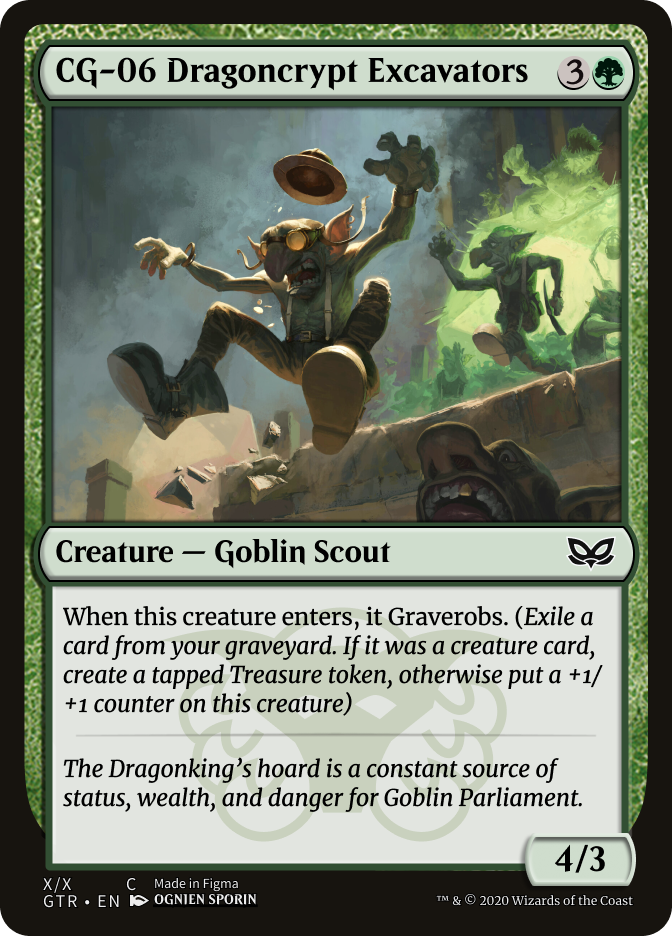 CG-06 Dragoncrypt Excavators 3
Creature — Goblin Scout
When this creature enters, it Graverobs. (Exile a
card from your graveyard. If it was a creature card,
create a tapped Treasure token, otherwise put a +1/
+1 counter on this creature)
The Dragonking's hoard is a constant source of
status, wealth, and danger for Goblin Parliament.
4/3
X/X C Made in Figma
GTR • EN OGNIEN SPORIN ™ & © 2020 Wizards of the Coast